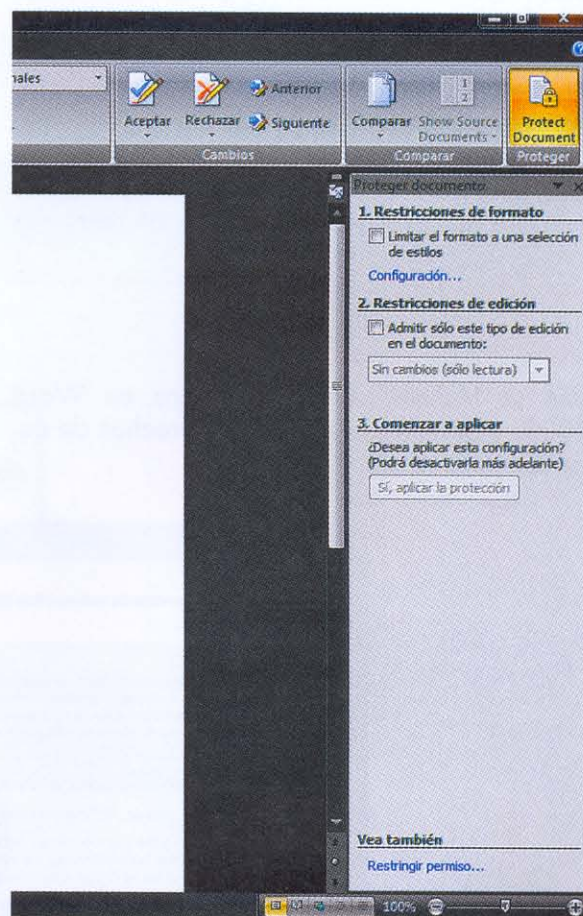 nales
Aceptar
Rechazar
Anterior
Siguiente
Cambios
Comparar
Show Source
Documents
1
2
Comparar
Protect
Document
Proteger
Proteger documento
1. Restricciones de formato
Limitar el formato a una selección
de estilos
Configuración...
2. Restricciones de edición
Admitir sólo este tipo de edición
en el documento:
Sin cambios (sólo lectura)
3. Comenzar a aplicar
¿Desea aplicar esta configuración?
(Podrá desactivarla más adelante)
Sí, aplicar la protección
Vea también
Restringir permiso...
100%